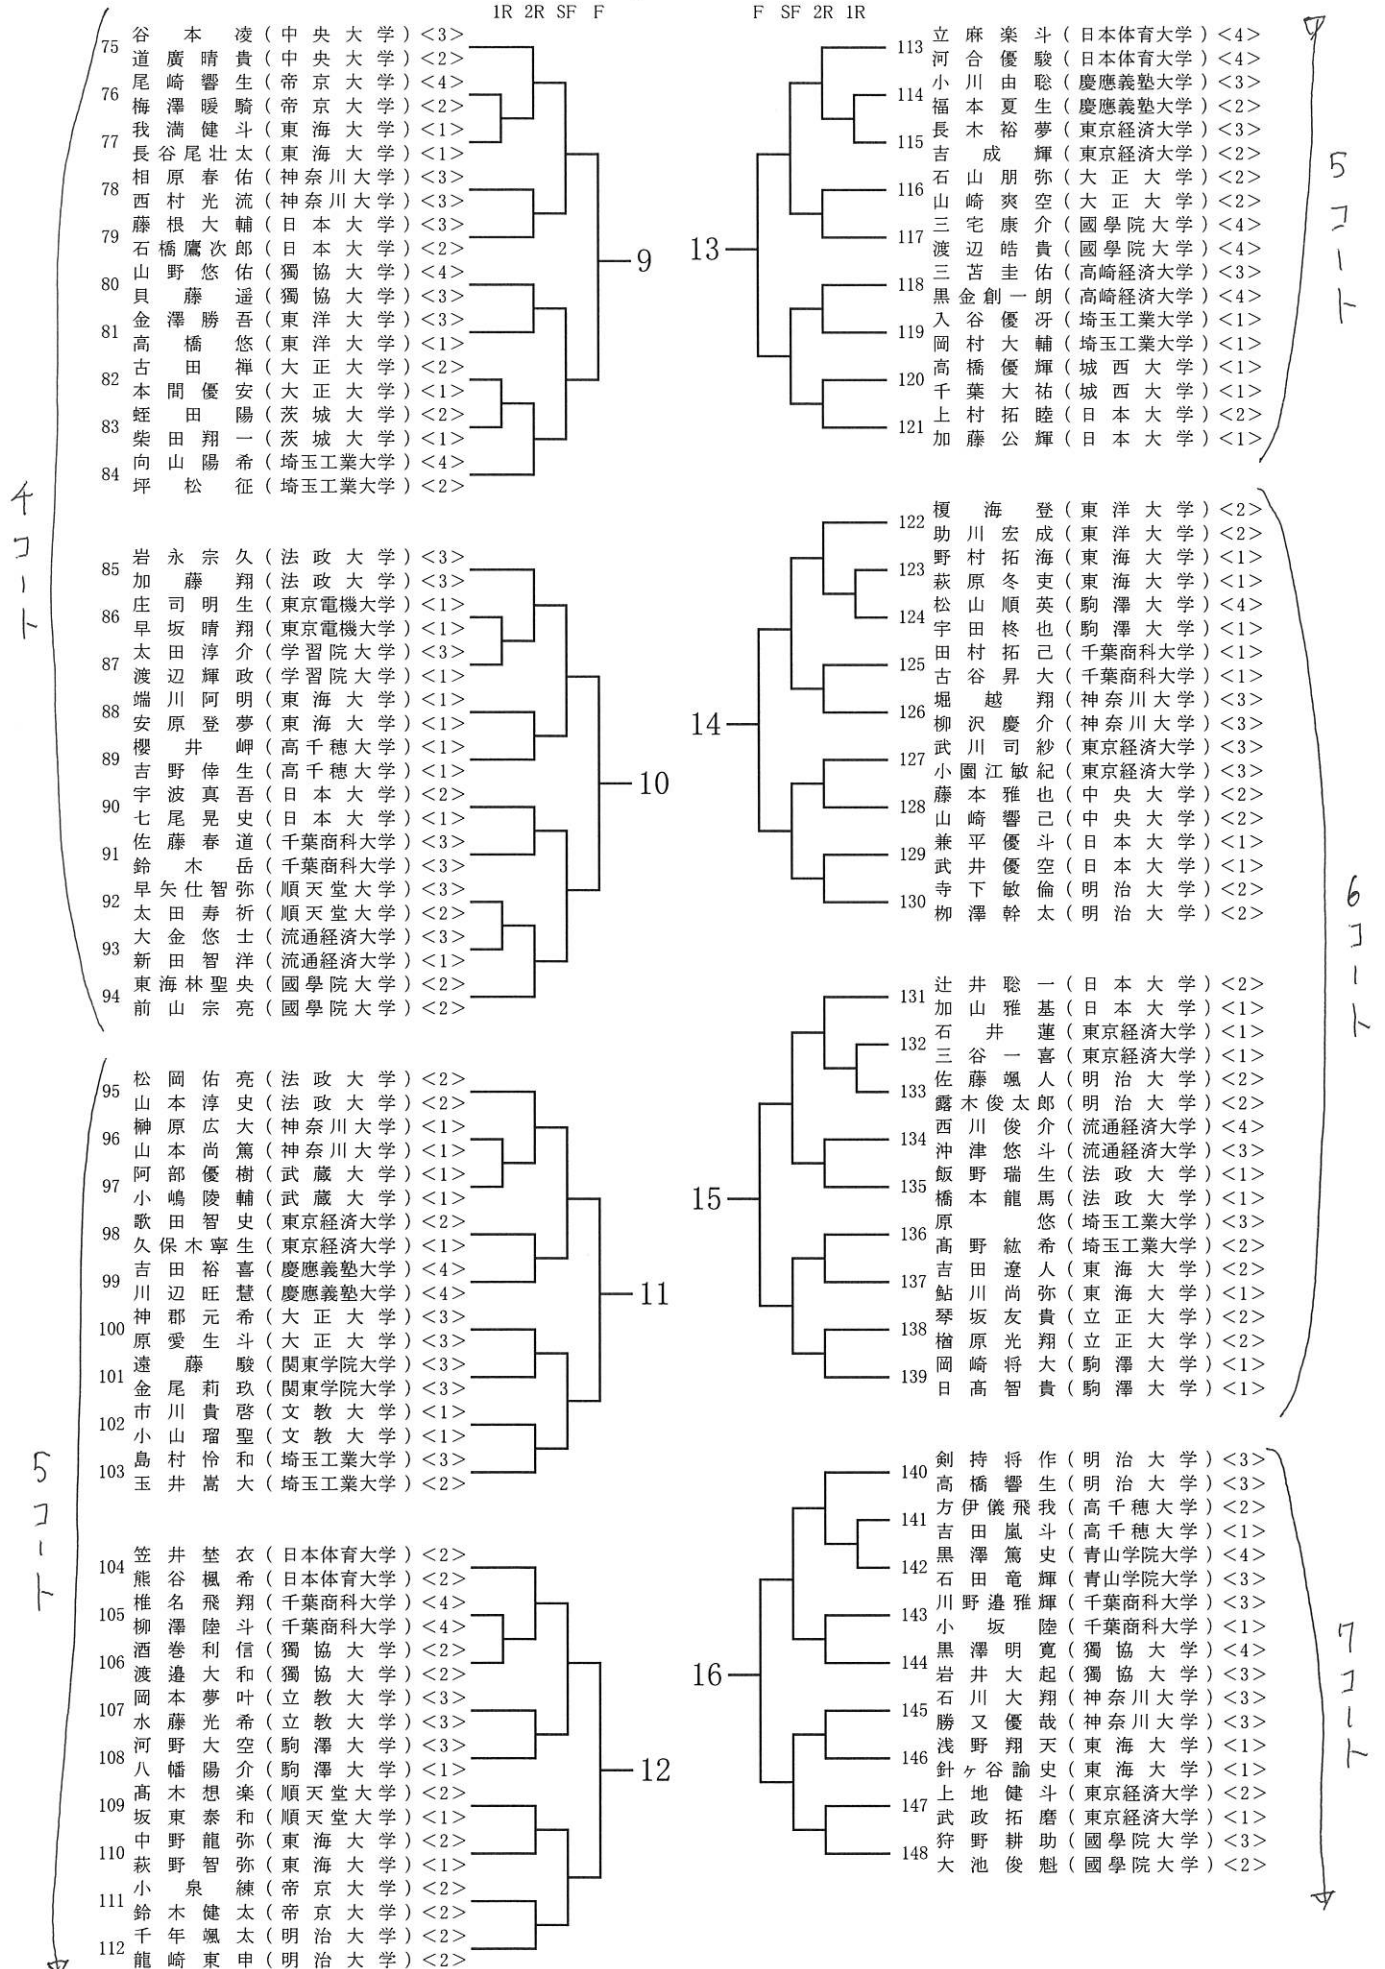 1R 2R SF F
75 谷本凌(中央大学)<3>
道廣晴貴(中央大学)<2>
76 尾崎響生(帝京大学)<4>
梅澤暖騎(帝京大学)<2>
77 我満健斗(東海大学)<1>
長谷尾壮太(東海大学)<1>
78 相原春佑(神奈川大学)<3>
西村光流(神奈川大学)<3>
79 藤根大輔(日本大学)<3>
石橋鷹次郎(日本大学)<2>
80 山野悠佑(獨協大学)<4>
貝藤遥(獨協大学)<3>
81 金澤勝吾(東洋大学)<3>
高橋悠(東洋大学)<1>
82 古田禅(大正大学)<2>
本間優安(大正大学)<1>
83 蛭田陽(茨城大学)<2>
柴田翔一(茨城大学)<1>
84 向山陽希(埼玉工業大学)<4>
坪松征(埼玉工業大学)<2>
9
4コート
85 岩永宗久(法政大学)<3>
加藤翔(法政大学)<3>
86 庄司明生(東京電機大学)<1>
早坂晴翔(東京電機大学)<1>
87 太田淳介(学習院大学)<3>
渡辺輝政(学習院大学)<1>
88 端川阿明(東海大学)<1>
安原登夢(東海大学)<1>
89 櫻井岬(高千穂大学)<1>
吉野倖生(高千穂大学)<1>
90 宇波真吾(日本大学)<2>
七尾晃史(日本大学)<1>
91 佐藤春道(千葉商科大学)<3>
鈴木岳(千葉商科大学)<3>
92 早矢仕智弥(順天堂大学)<3>
太田寿祈(順天堂大学)<2>
93 大金悠士(流通経済大学)<3>
新田智洋(流通経済大学)<1>
94 東海林聖央(國學院大学)<2>
前山宗亮(國學院大学)<2>
10
95 松岡佑亮(法政大学)<2>
山本淳史(法政大学)<2>
96 榊原広大(神奈川大学)<1>
山本尚篤(神奈川大学)<1>
97 阿部優樹(武蔵大学)<1>
小嶋陵輔(武蔵大学)<1>
98 歌田智史(東京経済大学)<2>
久保木寧生(東京経済大学)<1>
99 吉田裕喜(慶應義塾大学)<4>
川辺旺慧(慶應義塾大学)<4>
100 神郡元希(大正大学)<3>
原愛生斗(大正大学)<3>
101 遠藤駿(関東学院大学)<3>
金尾莉玖(関東学院大学)<3>
102 市川貴啓(文教大学)<1>
小山瑠聖(文教大学)<1>
103 島村怜和(埼玉工業大学)<3>
玉井嵩大(埼玉工業大学)<2>
11
5コート
104 笠井埜衣(日本体育大学)<2>
熊谷楓希(日本体育大学)<2>
105 椎名飛翔(千葉商科大学)<4>
柳澤陸斗(千葉商科大学)<4>
106 酒巻利信(獨協大学)<2>
渡邉大和(獨協大学)<2>
107 岡本夢叶(立教大学)<3>
水藤光希(立教大学)<3>
108 河野大空(駒澤大学)<3>
八幡陽介(駒澤大学)<1>
109 髙木想楽(順天堂大学)<2>
坂東泰和(順天堂大学)<1>
110 中野龍弥(東海大学)<2>
萩野智弥(東海大学)<1>
111 小泉練(帝京大学)<2>
鈴木健太(帝京大学)<2>
112 千年颯太(明治大学)<2>
龍崎東申(明治大学)<2>
12
F SF 2R 1R
113 立麻楽斗(日本体育大学)<4>
河合優駿(日本体育大学)<4>
114 小川由聡(慶應義塾大学)<3>
福本夏生(慶應義塾大学)<2>
115 長木裕夢(東京経済大学)<3>
吉成輝(東京経済大学)<2>
116 石山朋弥(大正大学)<2>
山崎爽空(大正大学)<2>
117 三宅康介(國學院大学)<4>
渡辺皓貴(國學院大学)<4>
118 三苫圭佑(高崎経済大学)<3>
黒金創一朗(高崎経済大学)<4>
119 入谷優冴(埼玉工業大学)<1>
岡村大輔(埼玉工業大学)<1>
120 高橋優輝(城西大学)<1>
千葉大祐(城西大学)<1>
121 上村拓睦(日本大学)<2>
加藤公輝(日本大学)<1>
13
5コート
122 榎海登(東洋大学)<2>
助川宏成(東洋大学)<2>
123 野村拓海(東海大学)<1>
萩原冬吏(東海大学)<1>
124 松山順英(駒澤大学)<4>
宇田柊也(駒澤大学)<1>
125 田村拓己(千葉商科大学)<1>
古谷昇大(千葉商科大学)<1>
126 堀越翔(神奈川大学)<3>
柳沢慶介(神奈川大学)<3>
127 武川司紗(東京経済大学)<3>
小園江敏紀(東京経済大学)<3>
128 藤本雅也(中央大学)<2>
山崎響己(中央大学)<2>
129 兼平優斗(日本大学)<1>
武井優空(日本大学)<1>
130 寺下敏倫(明治大学)<2>
栁澤幹太(明治大学)<2>
14
6コート
131 辻井聡一(日本大学)<2>
加山雅基(日本大学)<1>
132 石井蓮(東京経済大学)<1>
三谷一喜(東京経済大学)<1>
133 佐藤颯人(明治大学)<2>
露木俊太郎(明治大学)<2>
134 西川俊介(流通経済大学)<4>
沖津悠斗(流通経済大学)<3>
135 飯野瑞生(法政大学)<1>
橋本龍馬(法政大学)<1>
136 原悠(埼玉工業大学)<3>
髙野紘希(埼玉工業大学)<2>
137 吉田遼人(東海大学)<2>
鮎川尚弥(東海大学)<1>
138 琴坂友貴(立正大学)<2>
楢原光翔(立正大学)<2>
139 岡崎将大(駒澤大学)<1>
日髙智貴(駒澤大学)<1>
15
140 剣持将作(明治大学)<3>
高橋響生(明治大学)<3>
141 方伊儀飛我(高千穂大学)<2>
吉田嵐斗(高千穂大学)<1>
142 黒澤篤史(青山学院大学)<4>
石田竜輝(青山学院大学)<3>
143 川野邉雅輝(千葉商科大学)<3>
小坂陸(千葉商科大学)<1>
144 黒澤明寛(獨協大学)<4>
岩井大起(獨協大学)<3>
145 石川大翔(神奈川大学)<3>
勝又優哉(神奈川大学)<3>
146 浅野翔天(東海大学)<1>
針ヶ谷諭史(東海大学)<1>
147 上地健斗(東京経済大学)<2>
武政拓磨(東京経済大学)<1>
148 狩野耕助(國學院大学)<3>
大池俊魁(國學院大学)<2>
16
7コート